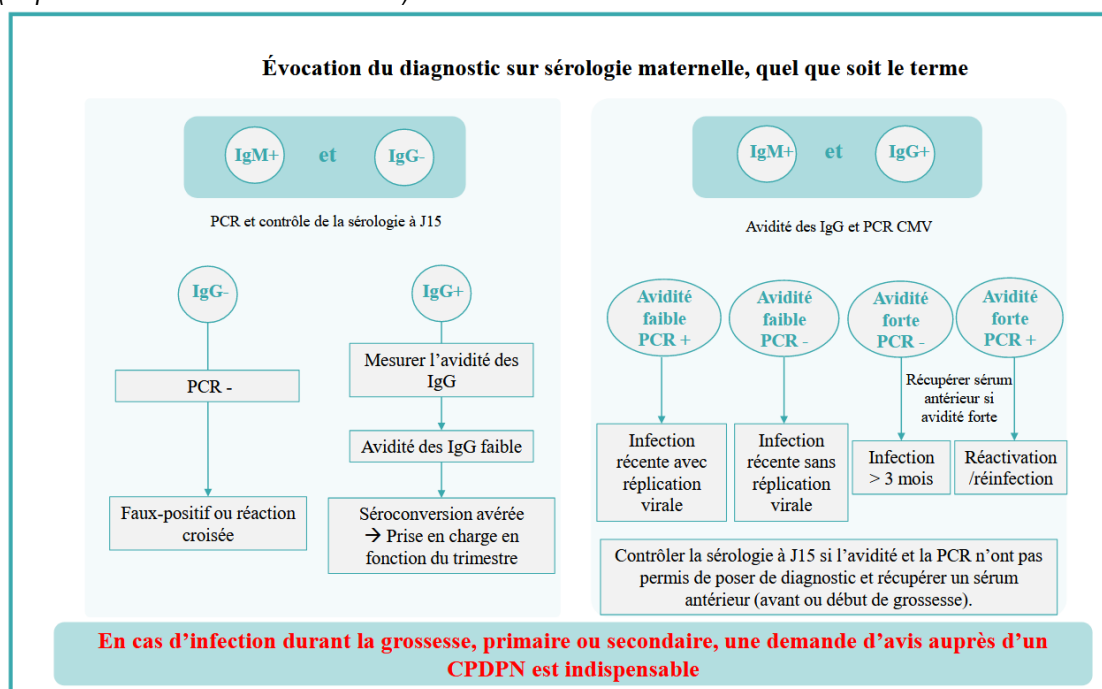 Évocation du diagnostic sur sérologie maternelle, quel que soit le terme
IgM+ et IgG-
PCR et contrôle de la sérologie à J15
IgG-
PCR -
Faux-positif ou réaction
croisée
IgG+
Mesurer l’avidité des
IgG
Avidité des IgG faible
Séroconversion avérée
→ Prise en charge en
fonction du trimestre
IgM+ et IgG+
Avidité des IgG et PCR CMV
Avidité
faible
PCR +
Infection
récente avec
réplication
virale
Avidité
faible
PCR -
Infection
récente sans
réplication
virale
Avidité
forte
PCR -
Avidité
forte
PCR +
Récupérer sérum
antérieur si
avidité forte
Infection
> 3 mois
Réactivation
/réinfection
Contrôler la sérologie à J15 si l’avidité et la PCR n’ont pas
permis de poser de diagnostic et récupérer un sérum
antérieur (avant ou début de grossesse).
En cas d’infection durant la grossesse, primaire ou secondaire, une demande d’avis auprès d’un
CPDPN est indispensable